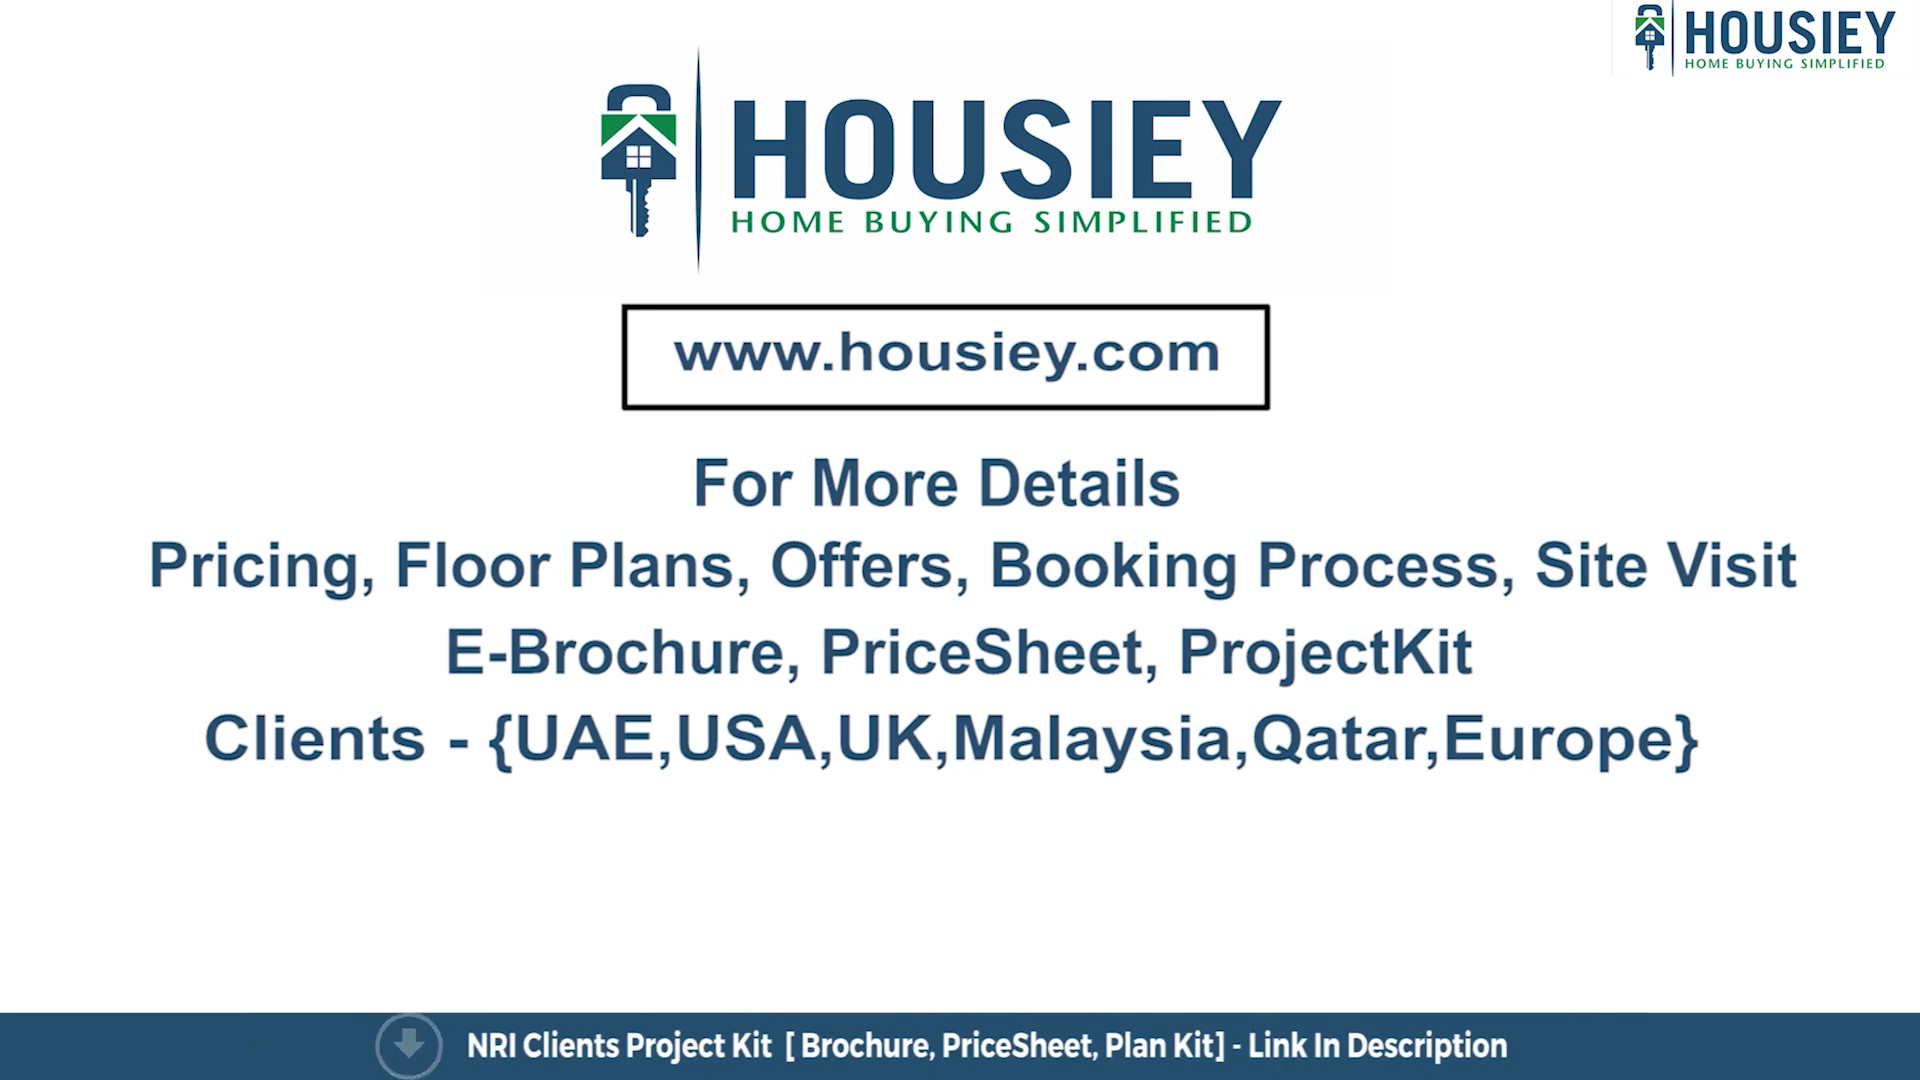 HOUSIEY
HOME BUYING SIMPLIFIED
HOUSIEY
HOME BUYING SIMPLIFIED
www.housiey.com
For More Details
Pricing, Floor Plans, Offers, Booking Process, Site Visit
E-Brochure, PriceSheet, ProjectKit
Clients - {UAE,USA,UK,Malaysia,Qatar,Europe}
NRI Clients Project Kit [ Brochure, PriceSheet, Plan Kit] - Link In Description